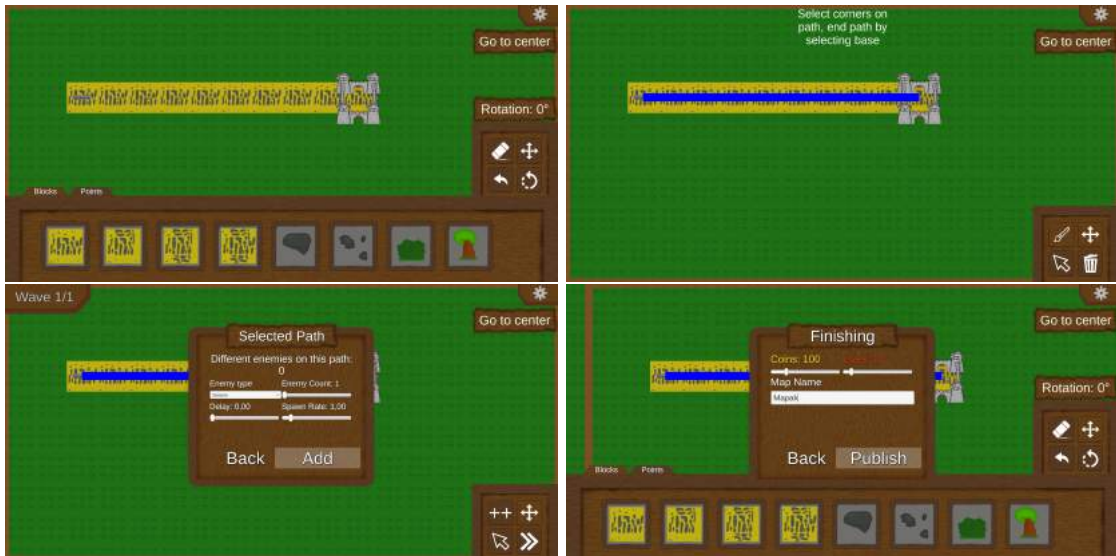 Go to center
Rotation: 0°
Blocks
Points
Select corners on
path, end path by
selecting base
Go to center
Wave 1/1
Go to center
Selected Path
Different enemies on this path:
0
Enemy type
Enemy Count: 1
Delay: 0,00
Spawn Rate: 1,00
Back
Add
Finishing
Coins: 100
Map Name
Mapak
Back
Publish
Go to center
Rotation: 0°
Blocks
Points